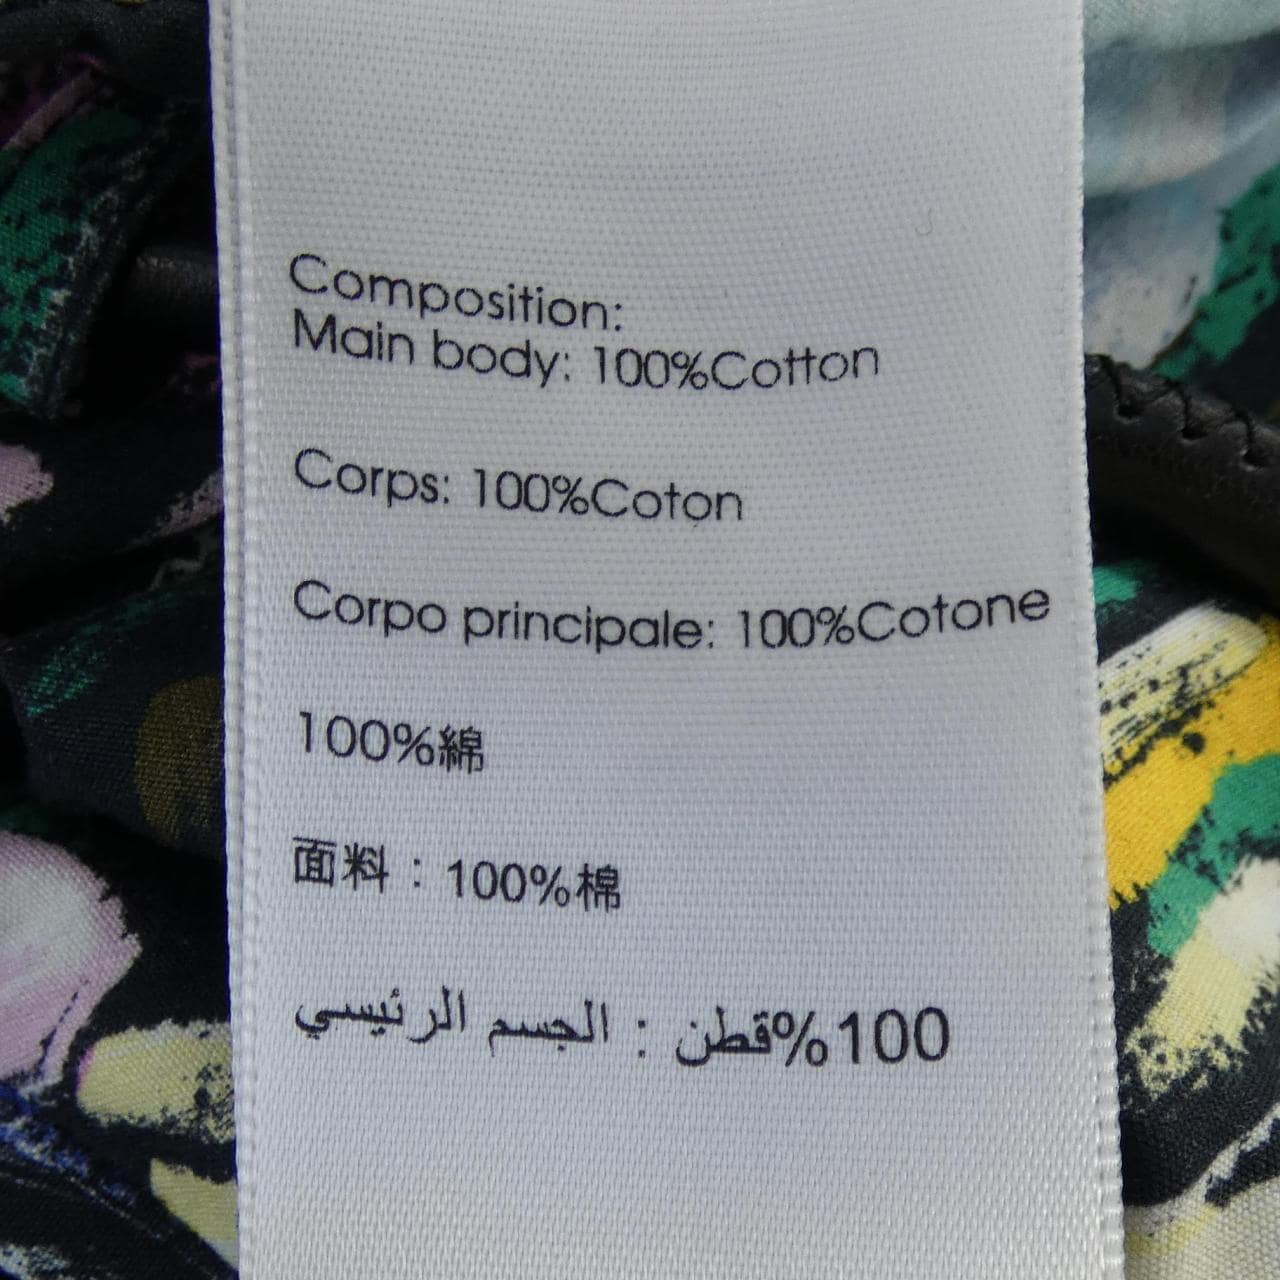 Composition:
Main body: 100%Cotton
Corps: 100%Coton
Corpo principale: 100%Cotone
100%綿
面料：100%棉
الجسم الرئيسي : قطن%100